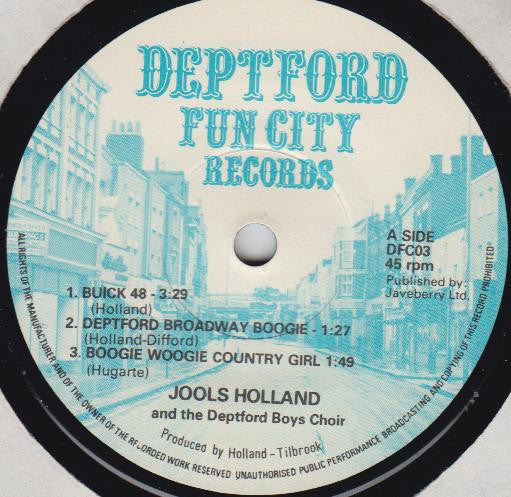 DEPTFORD
FUN CITY
RECORDS
A SIDE
DFC03
45 rpm
Published by:
Javeberry Ltd.
1. BUICK 48 - 3:29
(Holland)
2. DEPTFORD BROADWAY BOOGIE - 1:27
(Holland-Difford)
3. BOOGIE WOOGIE COUNTRY GIRL 1:49
(Hugarte)
JOOLS HOLLAND
and the Deptford Boys Choir
Produced by Holland - Tilbrook
ALL RIGHTS OF THE MANUFACTURER AND OF THE OWNER OF THE RECORDED WORK RESERVED UNAUTHORISED PUBLIC PERFORMANCE BROADCASTING AND COPYING OF THIS RECORD PROHIBITED